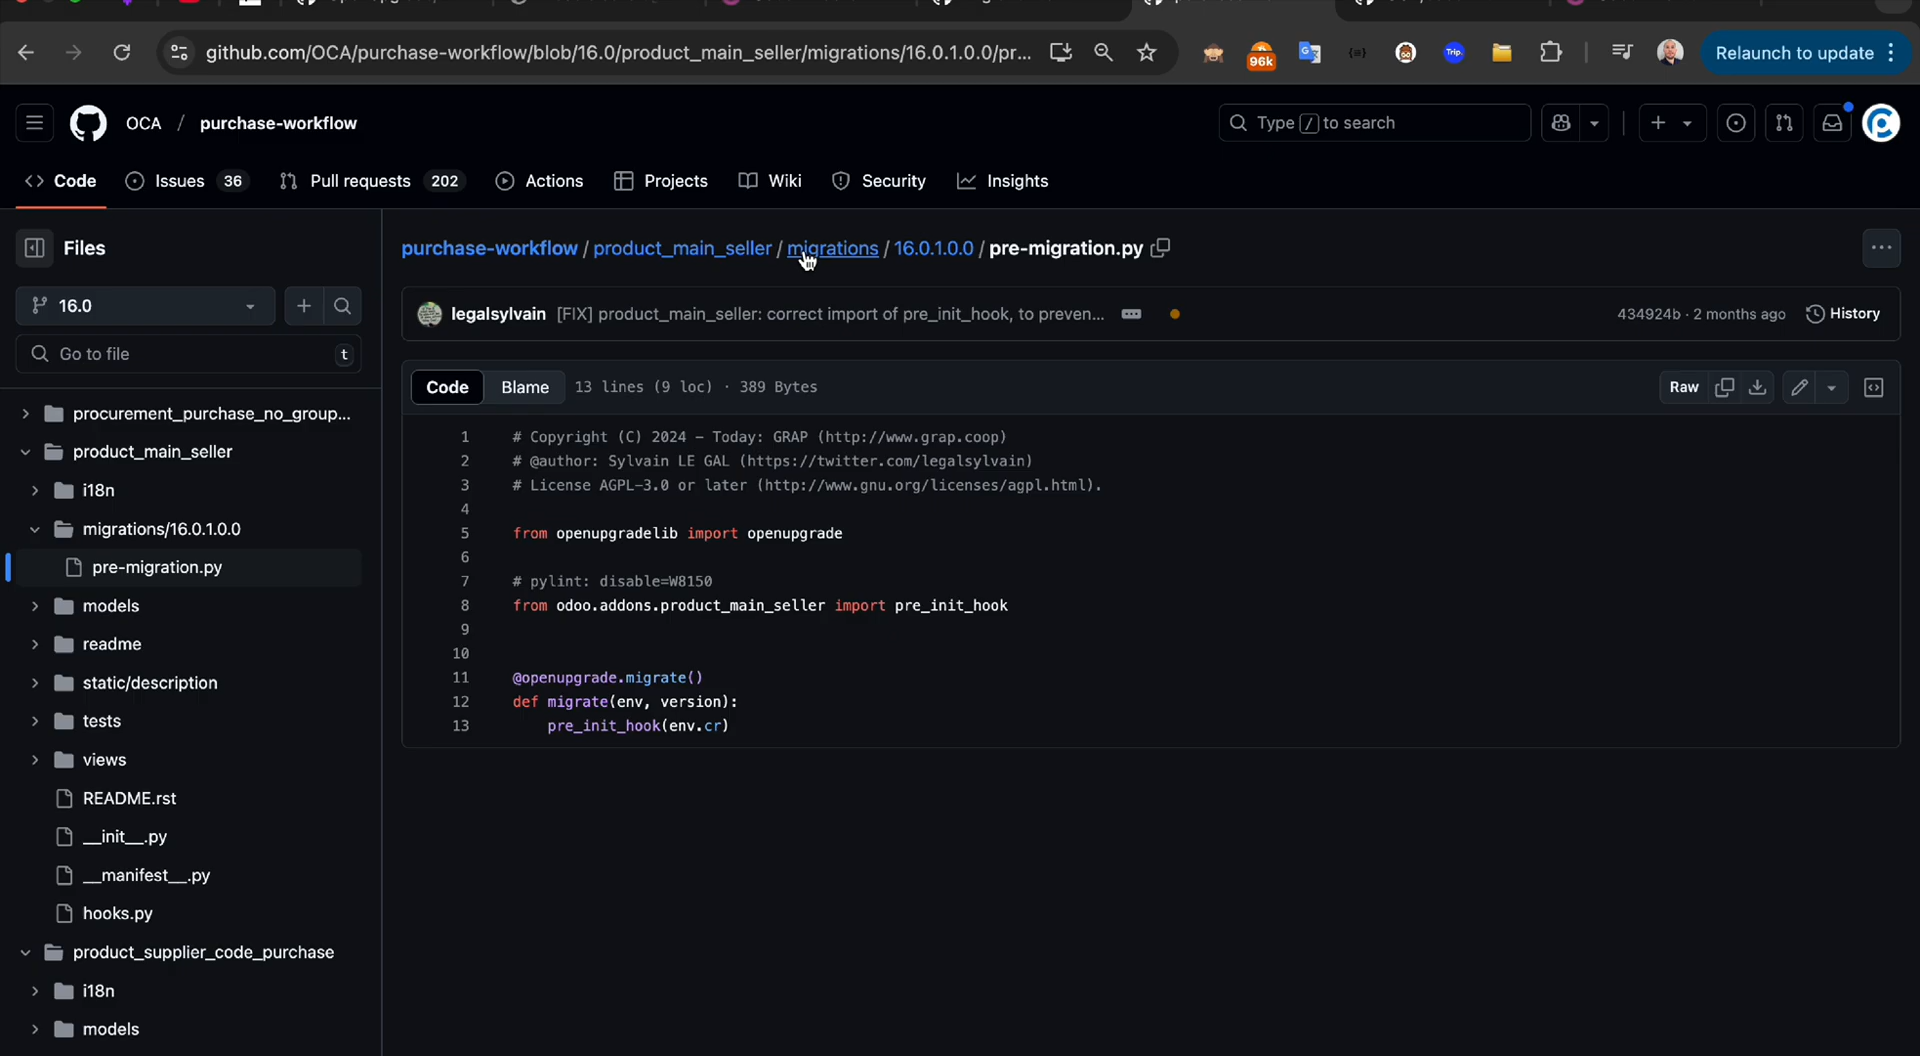 github.com/OCA/purchase-workflow/blob/16.0/product_main_seller/migrations/16.0.1.0.0/pr...
96k
Trip
Relaunch to update
OCA / purchase-workflow
Type / to search
Code
Issues 36
Pull requests 202
Actions
Projects
Wiki
Security
Insights
Files
16.0
Go to file
t
procurement_purchase_no_group...
product_main_seller
i18n
migrations/16.0.1.0.0
pre-migration.py
models
readme
static/description
tests
views
README.rst
__init__.py
__manifest__.py
hooks.py
product_supplier_code_purchase
i18n
models
purchase-workflow / product_main_seller / migrations / 16.0.1.0.0 / pre-migration.py
legalsylvain [FIX] product_main_seller: correct import of pre_init_hook, to preven...
434924b · 2 months ago
History
Code
Blame
13 lines (9 loc) · 389 Bytes
Raw
1 # Copyright (C) 2024 – Today: GRAP (http://www.grap.coop)
2 # @author: Sylvain LE GAL (https://twitter.com/legalsylvain)
3 # License AGPL-3.0 or later (http://www.gnu.org/licenses/agpl.html).
4
5 from openupgradelib import openupgrade
6
7 # pylint: disable=W8150
8 from odoo.addons.product_main_seller import pre_init_hook
9
10
11 @openupgrade.migrate()
12 def migrate(env, version):
13 pre_init_hook(env.cr)